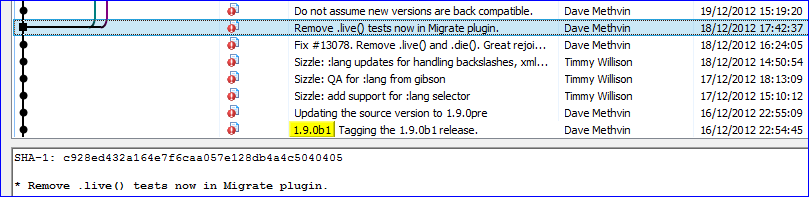 Do not assume new versions are back compatible. Dave Methvin 19/12/2012 15:19:20
Remove .live() tests now in Migrate plugin. Dave Methvin 18/12/2012 17:42:37
Fix #13078. Remove .live() and .die(). Great rejoi... Dave Methvin 18/12/2012 16:24:05
Sizzle: :lang updates for handling backslashes, xml... Timmy Willison 18/12/2012 14:50:54
Sizzle: QA for :lang from gibson Timmy Willison 17/12/2012 18:13:09
Sizzle: add support for :lang selector Timmy Willison 17/12/2012 15:10:12
Updating the source version to 1.9.0pre Dave Methvin 16/12/2012 22:55:09
1.9.0b1 Tagging the 1.9.0b1 release. Dave Methvin 16/12/2012 22:54:45
SHA-1: c928ed432a164e7f6caa057e128db4a4c5040405
* Remove .live() tests now in Migrate plugin.